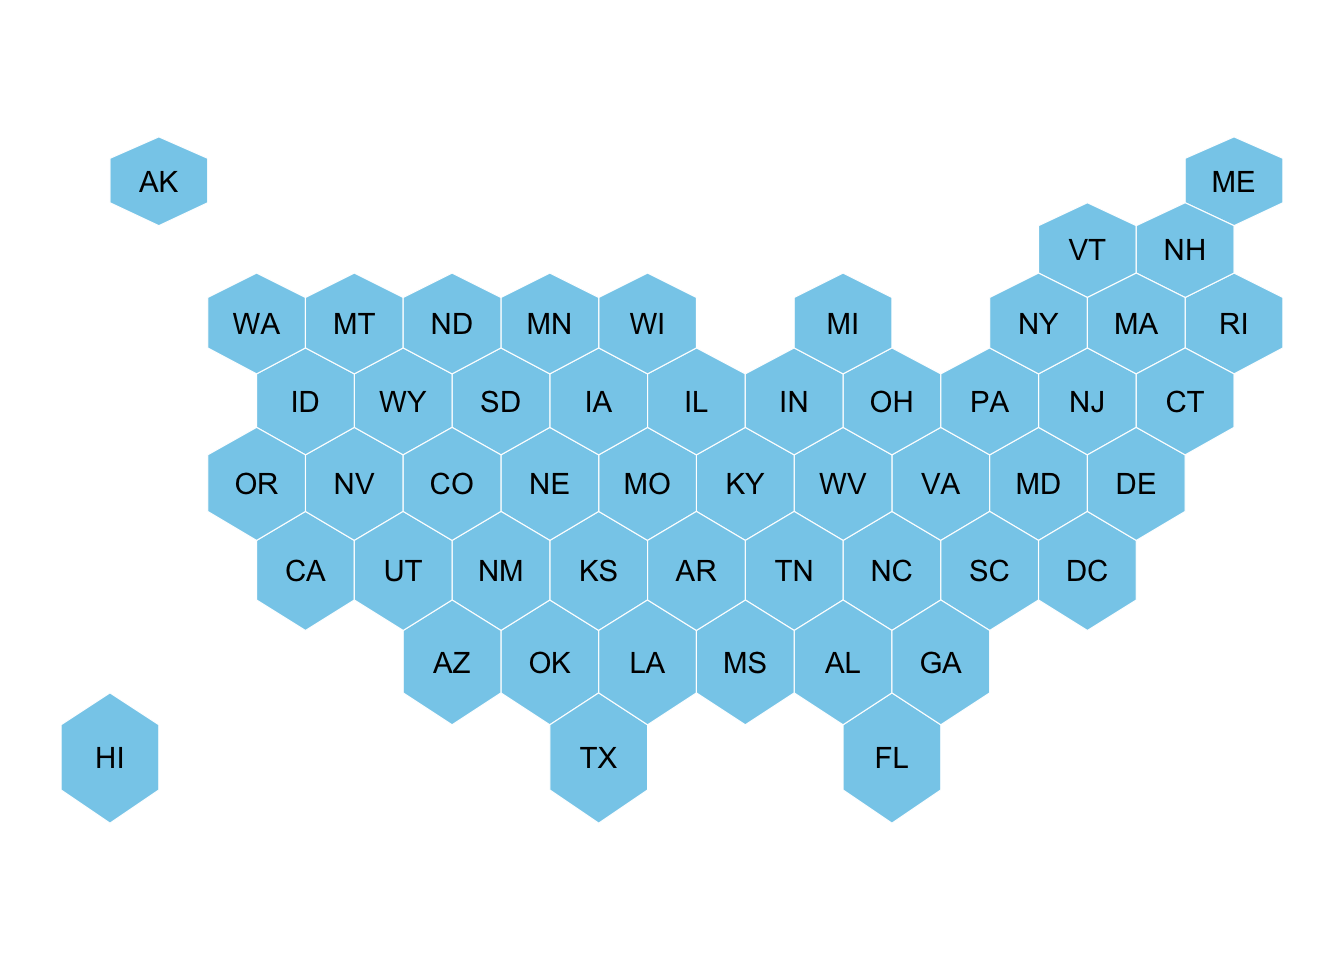 AK ME
VT NH
WA MT ND MN WI MI NY MA RI
ID WY SD IA IL IN OH PA NJ CT
OR NV CO NE MO KY WV VA MD DE
CA UT NM KS AR TN NC SC DC
AZ OK LA MS AL GA
HI TX FL